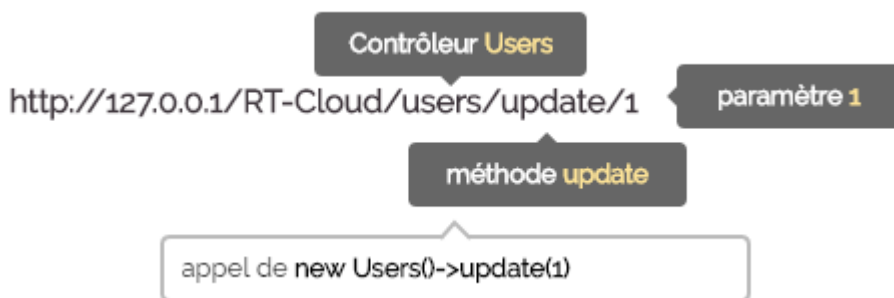 Contrôleur Users
http://127.0.0.1/RT-Cloud/users/update/1
paramètre 1
méthode update
appel de new Users()->update(1)